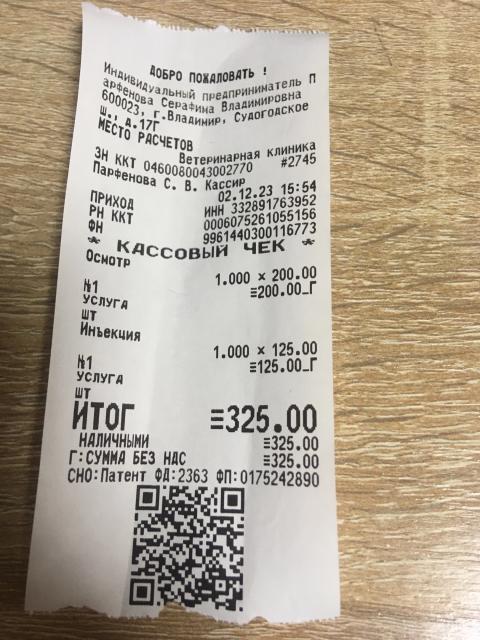 ДОБРО ПОЖАЛОВАТЬ !
Индивидуальный предприниматель П
арфенова Серафима Владимировна
600023, г.Владимир, Судогодское
ш., д.17Г
МЕСТО РАСЧЕТОВ
Ветеринарная клиника
ЗН ККТ 0460080043002770 #2745
Парфенова С. В. Кассир
02.12.23 15:54
ПРИХОД ИНН 332891763952
РН ККТ 0006075261055156
ФН 9961440300116773
* КАССОВЫЙ ЧЕК *
Осмотр
1.000 × 200.00
№1 ≡200.00_Г
УСЛУГА
ШТ
Инъекция
1.000 × 125.00
№1 ≡125.00_Г
УСЛУГА
ШТ
ИТОГ ≡325.00
НАЛИЧНЫМИ ≡325.00
Г:СУММА БЕЗ НДС ≡325.00
СНО:Патент ФД:2363 ФП:0175242890